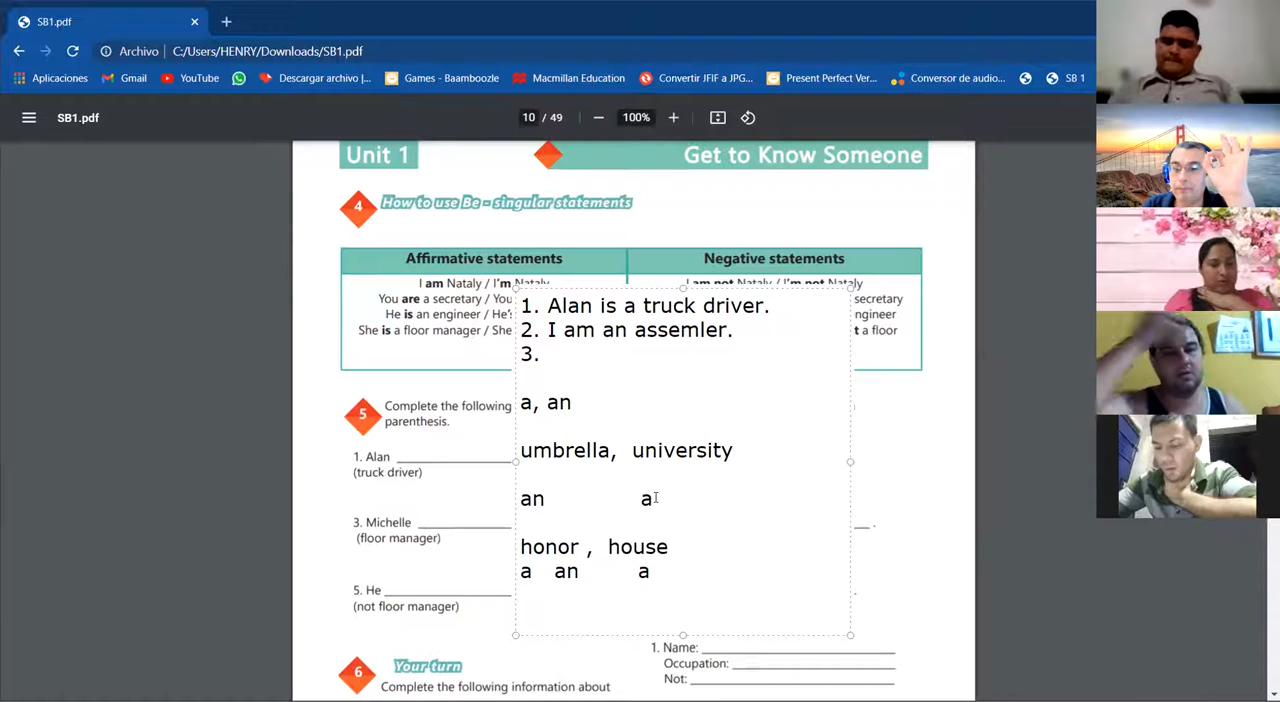 SB1.pdf
Archivo C:/Users/HENRY/Downloads/SB1.pdf
Aplicaciones Gmail YouTube Descargar archivo |... Games - Baamboozle Macmillan Education Convertir JFIF a JPG... Present Perfect Ver... Conversor de audio... SB 1
SB1.pdf 10 / 49 100%
Unit 1 Get to Know Someone
4 How to use Be - singular statements
Affirmative statements Negative statements
I am Nataly / I'm Nataly I am not Nataly / I'm not Nataly
You are a secretary / You secretary
He is an engineer / He's ngineer
She is a floor manager / She t a floor
1. Alan is a truck driver.
2. I am an assemler.
3.
a, an
umbrella, university
an a
honor , house
a an a
5 Complete the following
parenthesis.
1. Alan
(truck driver)
3. Michelle
(floor manager)
5. He
(not floor manager)
6 Your turn
Complete the following information about
1. Name:
Occupation:
Not: